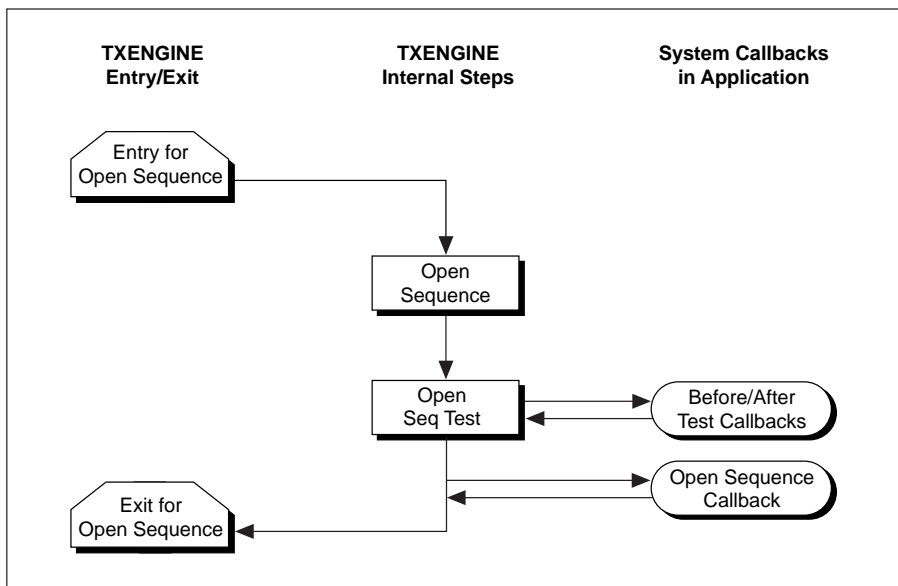 TXENGINE
Entry/Exit
TXENGINE
Internal Steps
System Callbacks
in Application
Entry for
Open Sequence
Open
Sequence
Open
Seq Test
Before/After
Test Callbacks
Open Sequence
Callback
Exit for
Open Sequence